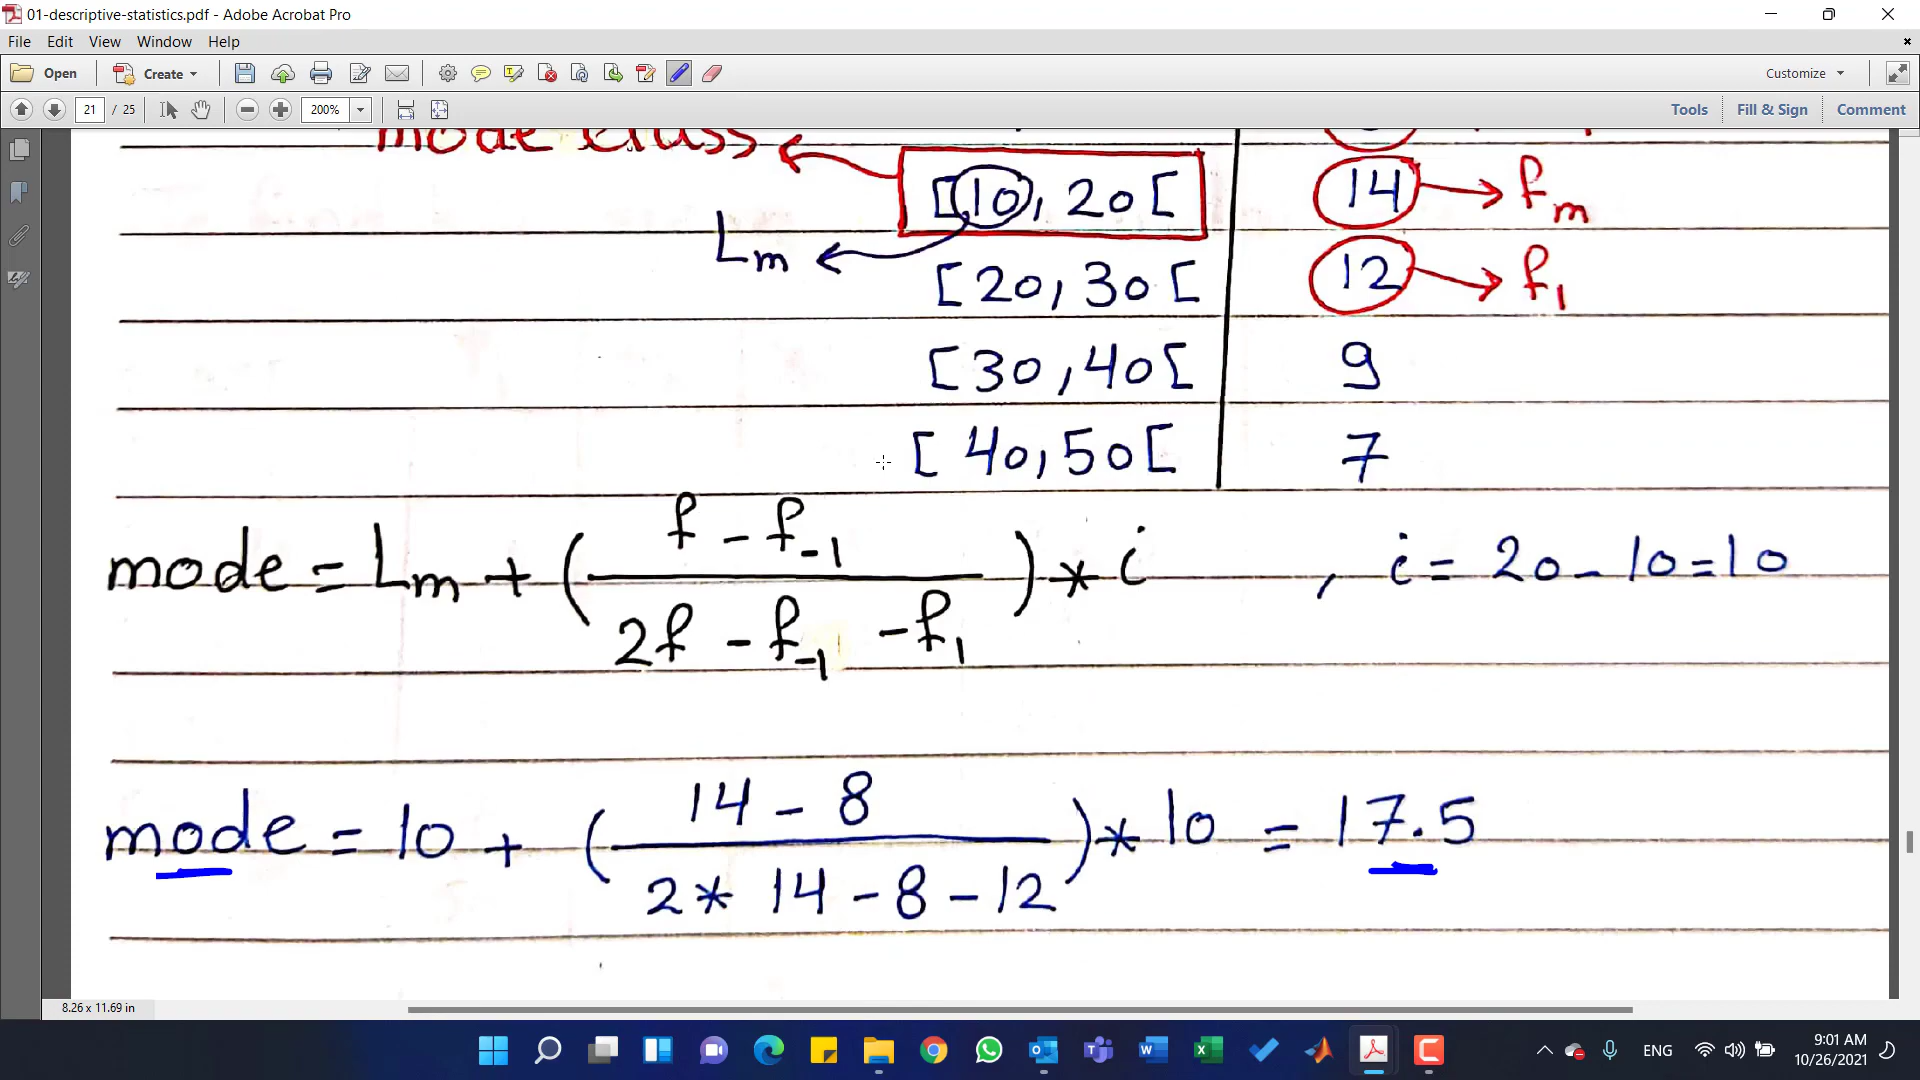 01-descriptive-statistics.pdf - Adobe Acrobat Pro
File Edit View Window Help
Open Create Customize
21 / 25 200% Tools Fill & Sign Comment
mode class
[10, 20[ 14 → fm
Lm
[20, 30[ 12 → f1
[30, 40[ 9
[40, 50[ 7
mode = Lm + ( f - f-1 / 2f - f-1 - f1 ) * i , i = 20 - 10 = 10
mode = 10 + ( 14 - 8 / 2 * 14 - 8 - 12 ) * 10 = 17.5
8.26 x 11.69 in
ENG 9:01 AM
10/26/2021